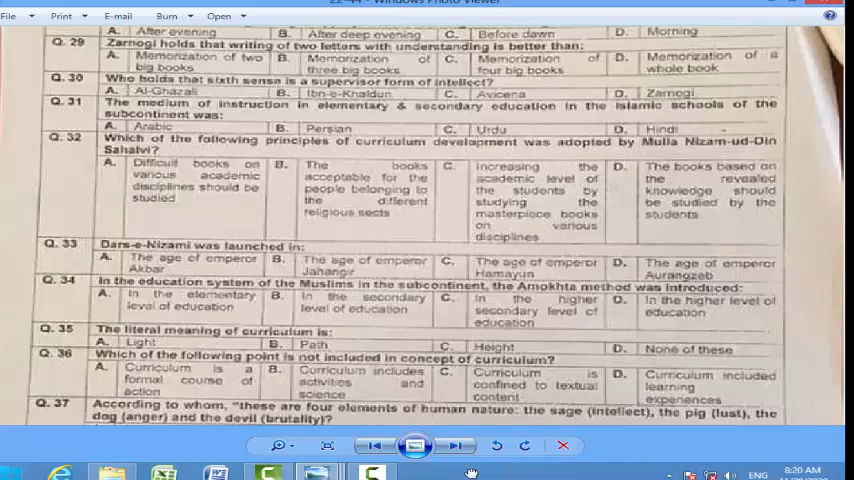 22-44 - Windows Photo Viewer
File Print E-mail Burn Open
A. After evening B. After deep evening C. Before dawn D. Morning
Q. 29 Zarnogi holds that writing of two letters with understanding is better than:
A. Memorization of two big books B. Memorization of three big books C. Memorization of four big books D. Memorization of a whole book
Q. 30 Who holds that sixth sense is a supervisor form of intellect?
A. Al-Ghazali B. Ibn-e-Khaldun C. Avicena D. Zarnogi
Q. 31 The medium of instruction in elementary & secondary education in the Islamic schools of the subcontinent was:
A. Arabic B. Persian C. Urdu D. Hindi
Q. 32 Which of the following principles of curriculum development was adopted by Mulla Nizam-ud-Din Sahalvi?
A. Difficult books on various academic disciplines should be studied B. The books acceptable for the people belonging to the different religious sects C. Increasing the academic level of the students by studying the masterpiece books on various disciplines D. The books based on the revealed knowledge should be studied by the students
Q. 33 Dars-e-Nizami was launched in:
A. The age of emperor Akbar B. The age of emperor Jahangir C. The age of emperor Hamayun D. The age of emperor Aurangzeb
Q. 34 In the education system of the Muslims in the subcontinent, the Amokhta method was introduced:
A. In the elementary level of education B. In the secondary level of education C. In the higher secondary level of education D. In the higher level of education
Q. 35 The literal meaning of curriculum is:
A. Light B. Path C. Height D. None of these
Q. 36 Which of the following point is not included in concept of curriculum?
A. Curriculum is a formal course of action B. Curriculum includes activities and science C. Curriculum is confined to textual content D. Curriculum included learning experiences
Q. 37 According to whom, "these are four elements of human nature: the sage (intellect), the pig (lust), the dog (anger) and the devil (brutality)?
ENG 8:20 AM